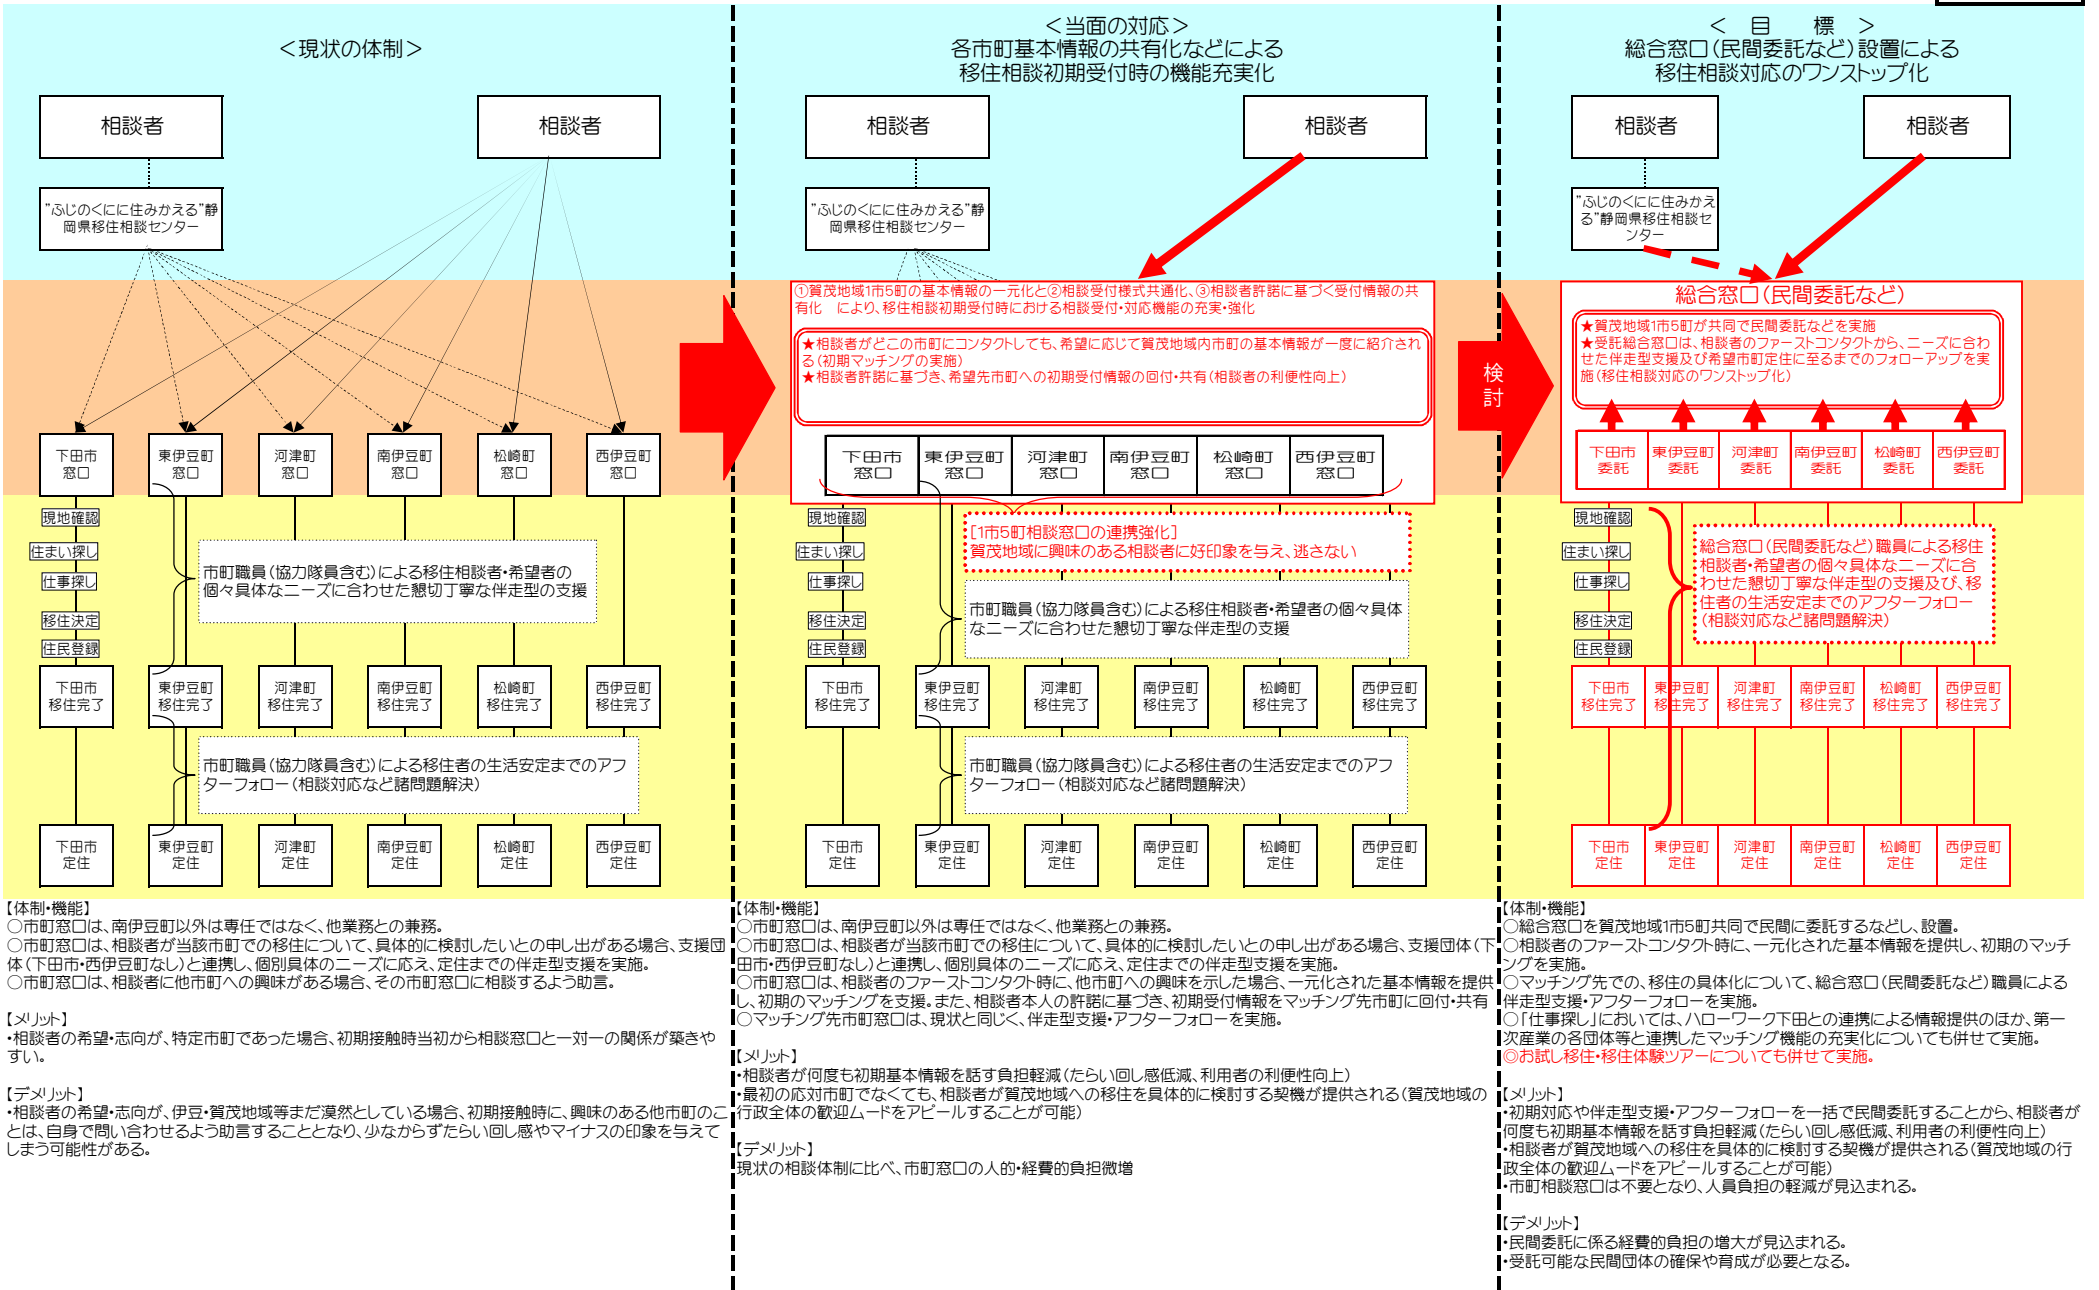 ＜現状の体制＞
相談者
相談者
”ふじのくにに住みかえる”静
岡県移住相談センター
下田市
窓口
東伊豆町
窓口
河津町
窓口
南伊豆町
窓口
松崎町
窓口
西伊豆町
窓口
現地確認
住まい探し
仕事探し
移住決定
住民登録
市町職員（協力隊員含む）による移住相談者・希望者の
個々具体なニーズに合わせた懇切丁寧な伴走型の支援
下田市
移住完了
東伊豆町
移住完了
河津町
移住完了
南伊豆町
移住完了
松崎町
移住完了
西伊豆町
移住完了
市町職員（協力隊員含む）による移住者の生活安定までのアフ
ターフォロー（相談対応など諸問題解決）
下田市
定住
東伊豆町
定住
河津町
定住
南伊豆町
定住
松崎町
定住
西伊豆町
定住
【体制・機能】
○市町窓口は、南伊豆町以外は専任ではなく、他業務との兼務。
○市町窓口は、相談者が当該市町での移住について、具体的に検討したいとの申し出がある場合、支援団
体（下田市・西伊豆町なし）と連携し、個別具体のニーズに応え、定住までの伴走型支援を実施。
○市町窓口は、相談者に他市町への興味がある場合、その市町窓口に相談するよう助言。
【メリット】
・相談者の希望・志向が、特定市町であった場合、初期接触時当初から相談窓口と一対一の関係が築きや
すい。
【デメリット】
・相談者の希望・志向が、伊豆・賀茂地域等まだ漠然としている場合、初期接触時に、興味のある他市町のこ
とは、自身で問い合わせるよう助言することとなり、少なからずたらい回し感やマイナスの印象を与えて
しまう可能性がある。
＜当面の対応＞
各市町基本情報の共有化などによる
移住相談初期受付時の機能充実化
相談者
相談者
”ふじのくにに住みかえる”静
岡県移住相談センター
①賀茂地域1市5町の基本情報の一元化と②相談受付様式共通化、③相談者許諾に基づく受付情報の共
有化　により、移住相談初期受付時における相談受付・対応機能の充実・強化
★相談者がどこの市町にコンタクトしても、希望に応じて賀茂地域内市町の基本情報が一度に紹介され
る（初期マッチングの実施）
★相談者許諾に基づき、希望先市町への初期受付情報の回付・共有（相談者の利便性向上）
下田市
窓口
東伊豆町
窓口
河津町
窓口
南伊豆町
窓口
松崎町
窓口
西伊豆町
窓口
現地確認
住まい探し
仕事探し
移住決定
住民登録
[1市5町相談窓口の連携強化]
賀茂地域に興味のある相談者に好印象を与え、逃さない
市町職員（協力隊員含む）による移住相談者・希望者の個々具体
なニーズに合わせた懇切丁寧な伴走型の支援
下田市
移住完了
東伊豆町
移住完了
河津町
移住完了
南伊豆町
移住完了
松崎町
移住完了
西伊豆町
移住完了
市町職員（協力隊員含む）による移住者の生活安定までのアフ
ターフォロー（相談対応など諸問題解決）
下田市
定住
東伊豆町
定住
河津町
定住
南伊豆町
定住
松崎町
定住
西伊豆町
定住
【体制・機能】
○市町窓口は、南伊豆町以外は専任ではなく、他業務との兼務。
○市町窓口は、相談者が当該市町での移住について、具体的に検討したいとの申し出がある場合、支援団体（下
田市・西伊豆町なし）と連携し、個別具体のニーズに応え、定住までの伴走型支援を実施。
○市町窓口は、相談者のファーストコンタクト時に、他市町への興味を示した場合、一元化された基本情報を提供
し、初期のマッチングを支援。また、相談者本人の許諾に基づき、初期受付情報をマッチング先市町に回付・共有
○マッチング先市町窓口は、現状と同じく、伴走型支援・アフターフォローを実施。
【メリット】
・相談者が何度も初期基本情報を話す負担軽減（たらい回し感低減、利用者の利便性向上）
・最初の応対市町でなくても、相談者が賀茂地域への移住を具体的に検討する契機が提供される（賀茂地域の
行政全体の歓迎ムードをアピールすることが可能）
【デメリット】
現状の相談体制に比べ、市町窓口の人的・経費的負担微増
検
討
＜　目　　標　＞
総合窓口（民間委託など）設置による
移住相談対応のワンストップ化
相談者
相談者
”ふじのくにに住みかえ
る”静岡県移住相談セ
ンター
総合窓口（民間委託など）
★賀茂地域1市5町が共同で民間委託などを実施
★受託総合窓口は、相談者のファーストコンタクトから、ニーズに合わ
せた伴走型支援及び希望市町定住に至るまでのフォローアップを実
施（移住相談対応のワンストップ化）
下田市
委託
東伊豆町
委託
河津町
委託
南伊豆町
委託
松崎町
委託
西伊豆町
委託
現地確認
住まい探し
仕事探し
移住決定
住民登録
総合窓口（民間委託など）職員による移住
相談者・希望者の個々具体なニーズに合
わせた懇切丁寧な伴走型の支援及び、移
住者の生活安定までのアフターフォロー
（相談対応など諸問題解決）
下田市
移住完了
東伊豆町
移住完了
河津町
移住完了
南伊豆町
移住完了
松崎町
移住完了
西伊豆町
移住完了
下田市
定住
東伊豆町
定住
河津町
定住
南伊豆町
定住
松崎町
定住
西伊豆町
定住
【体制・機能】
○総合窓口を賀茂地域1市5町共同で民間に委託するなどし、設置。
○相談者のファーストコンタクト時に、一元化された基本情報を提供し、初期のマッチ
ングを実施。
○マッチング先での、移住の具体化について、総合窓口（民間委託など）職員による
伴走型支援・アフターフォローを実施。
○「仕事探し」においては、ハローワーク下田との連携による情報提供のほか、第一
次産業の各団体等と連携したマッチング機能の充実化についても併せて実施。
◎お試し移住・移住体験ツアーについても併せて実施。
【メリット】
・初期対応や伴走型支援・アフターフォローを一括で民間委託することから、相談者が
何度も初期基本情報を話す負担軽減（たらい回し感低減、利用者の利便性向上）
・相談者が賀茂地域への移住を具体的に検討する契機が提供される（賀茂地域の行
政全体の歓迎ムードをアピールすることが可能）
・市町相談窓口は不要となり、人員負担の軽減が見込まれる。
【デメリット】
・民間委託に係る経費的負担の増大が見込まれる。
・受託可能な民間団体の確保や育成が必要となる。